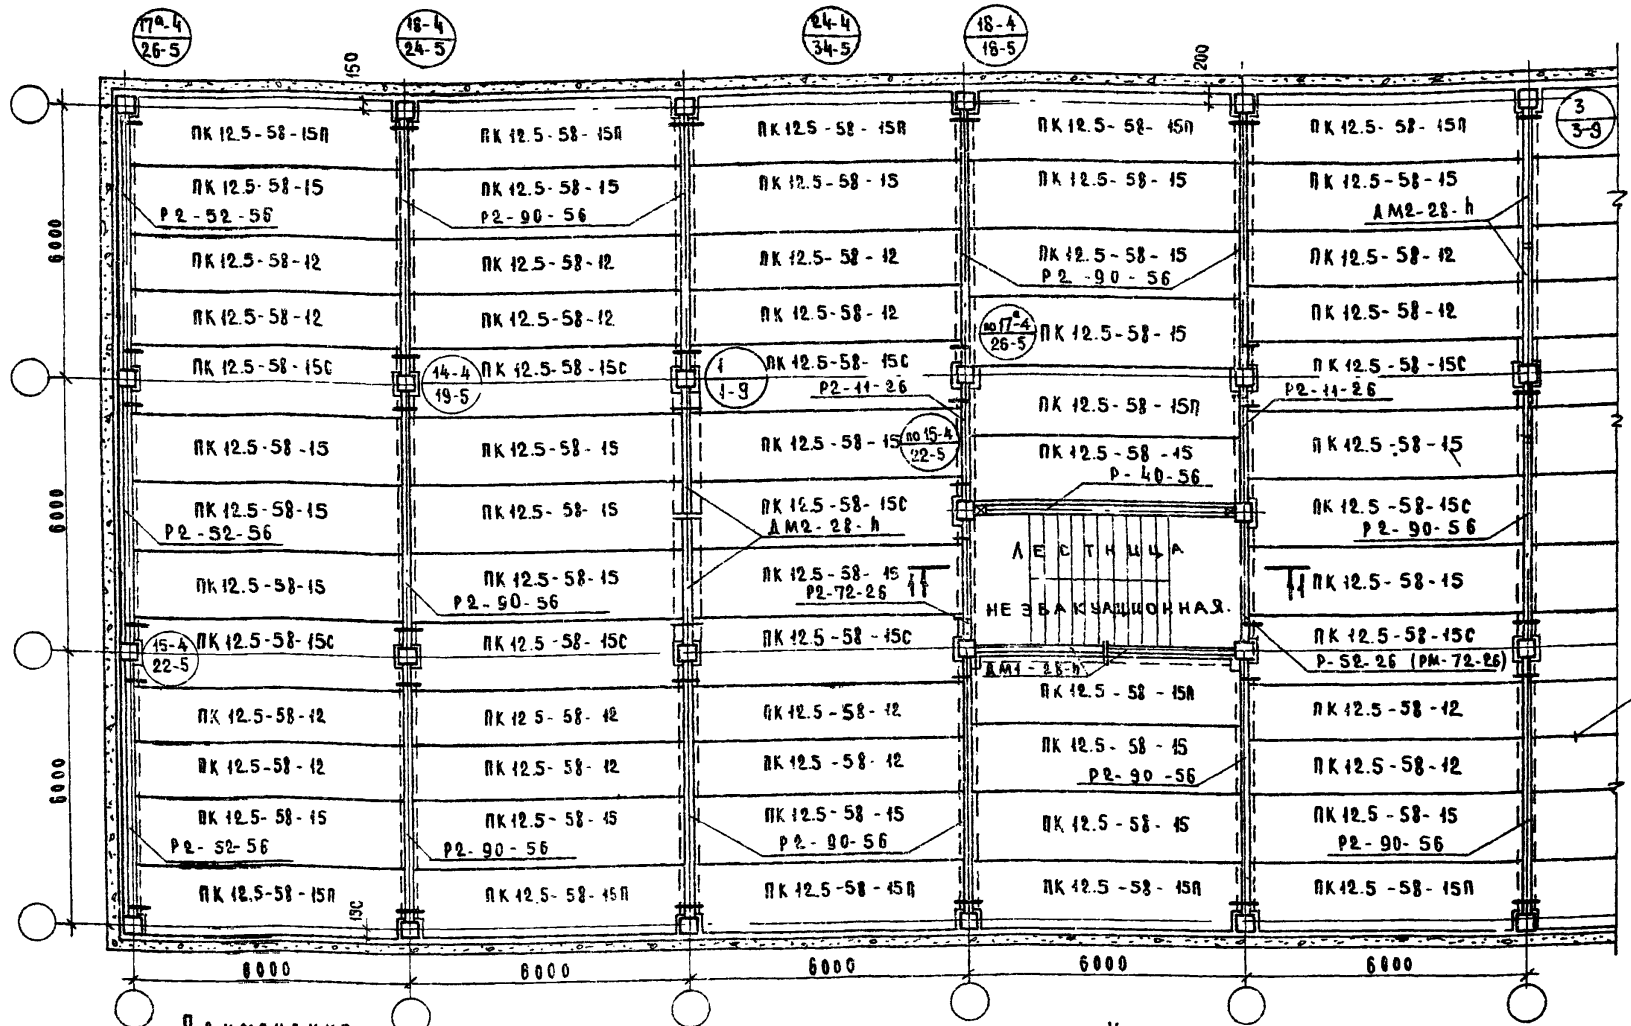 17ª-4 18-4 24-4 18-4
26-5 24-5 34-5 18-5
150 200
3
3-9
ПК 12.5-58-15П ПК 12.5-58-15П ПК 12.5-58-15П ПК 12.5-58-15П ПК 12.5-58-15П
ПК 12.5-58-15 ПК 12.5-58-15 ПК 12.5-58-15 ПК 12.5-58-15 ПК 12.5-58-15
Р2-52-56 Р2-90-56 ДМ2-28-h
6000
ПК 12.5-58-12 ПК 12.5-58-12 ПК 12.5-58-12 ПК 12.5-58-15 ПК 12.5-58-12
Р2-90-56
ПК 12.5-58-12 ПК 12.5-58-12 ПК 12.5-58-12 ПК 12.5-58-15 ПК 12.5-58-12
по 17ª-4
26-5
ПК 12.5-58-15С ПК 12.5-58-15С ПК 12.5-58-15С ПК 12.5-58-15С
14-4 1
19-5 1-9
Р2-11-26 Р2-11-26
ПК 12.5-58-15П
ПК 12.5-58-15 ПК 12.5-58-15 ПК 12.5-58-15 ПК 12.5-58-15 ПК 12.5-58-15
по 15-4
22-5
Р-40-56
6000
ПК 12.5-58-15 ПК 12.5-58-15 ПК 12.5-58-15С ПК 12.5-58-15С
Р2-52-56 ДМ2-28-h Р2-90-56
ЛЕСТНИЦА
ПК 12.5-58-15 ПК 12.5-58-15 ПК 12.5-58-15 ПК 12.5-58-15
Р2-90-56 Р2-72-26
НЕЭВАКУАЦИОННАЯ.
ПК 12.5-58-15С ПК 12.5-58-15С ПК 12.5-58-15С ПК 12.5-58-15С
15-4
22-5
ДМ1-28-h Р-52-26 (РМ-72-26)
ПК 12.5-58-12 ПК 12.5-58-12 ПК 12.5-58-12 ПК 12.5-58-15П ПК 12.5-58-12
6000
ПК 12.5-58-12 ПК 12.5-58-12 ПК 12.5-58-12 ПК 12.5-58-15 ПК 12.5-58-12
Р2-90-56
ПК 12.5-58-15 ПК 12.5-58-15 ПК 12.5-58-15 ПК 12.5-58-15 ПК 12.5-58-15
Р2-52-56 Р2-90-56 Р2-90-56 Р2-90-56
ПК 12.5-58-15П ПК 12.5-58-15П ПК 12.5-58-15П ПК 12.5-58-15П ПК 12.5-58-15П
150
6000 6000 6000 6000 6000